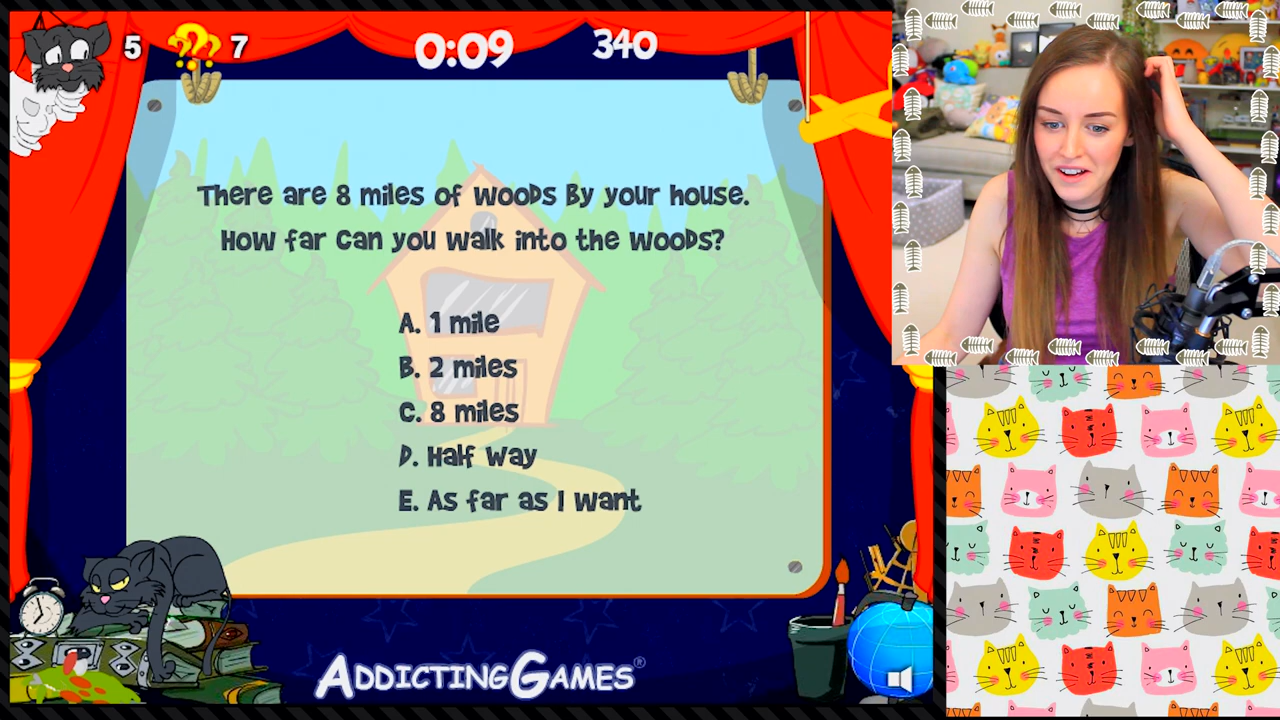 5 ??? 7 0:09 340
There are 8 miles of woods by your house.
How far can you walk into the woods?
A. 1 mile
B. 2 miles
C. 8 miles
D. Half way
E. As far as I want
AddictingGames®